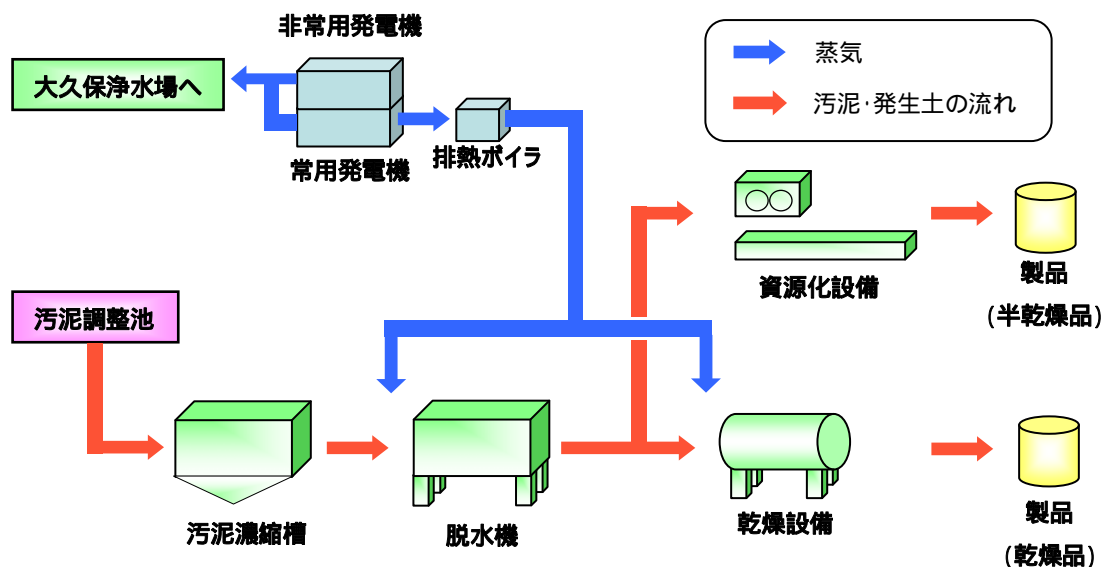 非常用発電機
大久保浄水場へ
常用発電機
排熱ボイラ
蒸気
汚泥・発生土の流れ
資源化設備
製品
(半乾燥品)
汚泥調整池
汚泥濃縮槽
脱水機
乾燥設備
製品
(乾燥品)